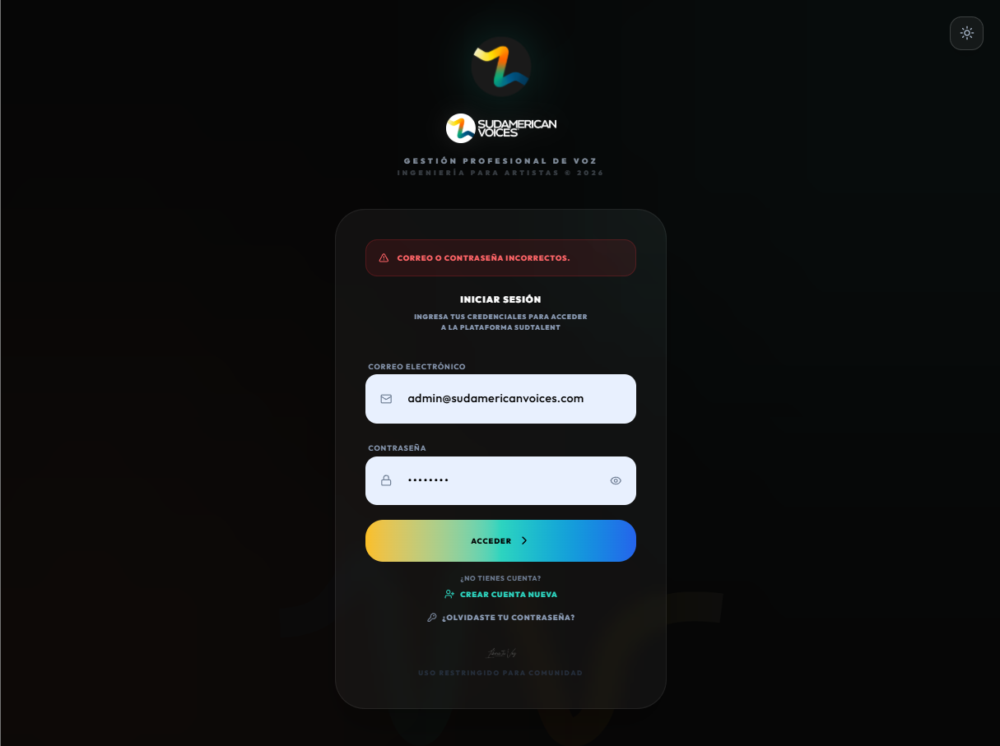 SUDAMERICAN
VOICES
GESTIÓN PROFESIONAL DE VOZ
INGENIERÍA PARA ARTISTAS © 2026
CORREO O CONTRASEÑA INCORRECTOS.
INICIAR SESIÓN
INGRESA TUS CREDENCIALES PARA ACCEDER
A LA PLATAFORMA SUDTALENT
CORREO ELECTRÓNICO
admin@sudamericanvoices.com
CONTRASEÑA
••••••••
ACCEDER
¿NO TIENES CUENTA?
CREAR CUENTA NUEVA
¿OLVIDASTE TU CONTRASEÑA?
USO RESTRINGIDO PARA COMUNIDAD